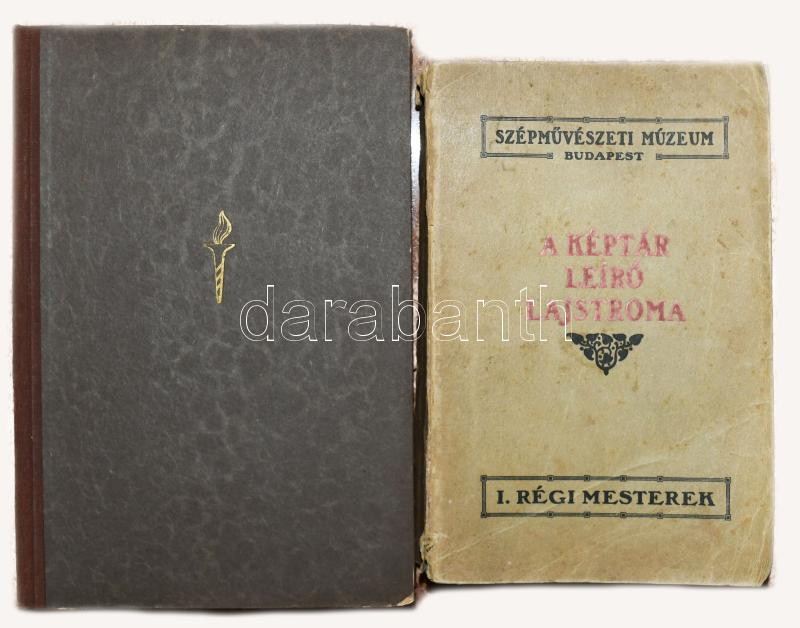 SZÉPMŰVÉSZETI MÚZEUM
BUDAPEST
A KÉPTÁR
LEÍRÓ
LAJSTROMA
darabanth
I. RÉGI MESTEREK